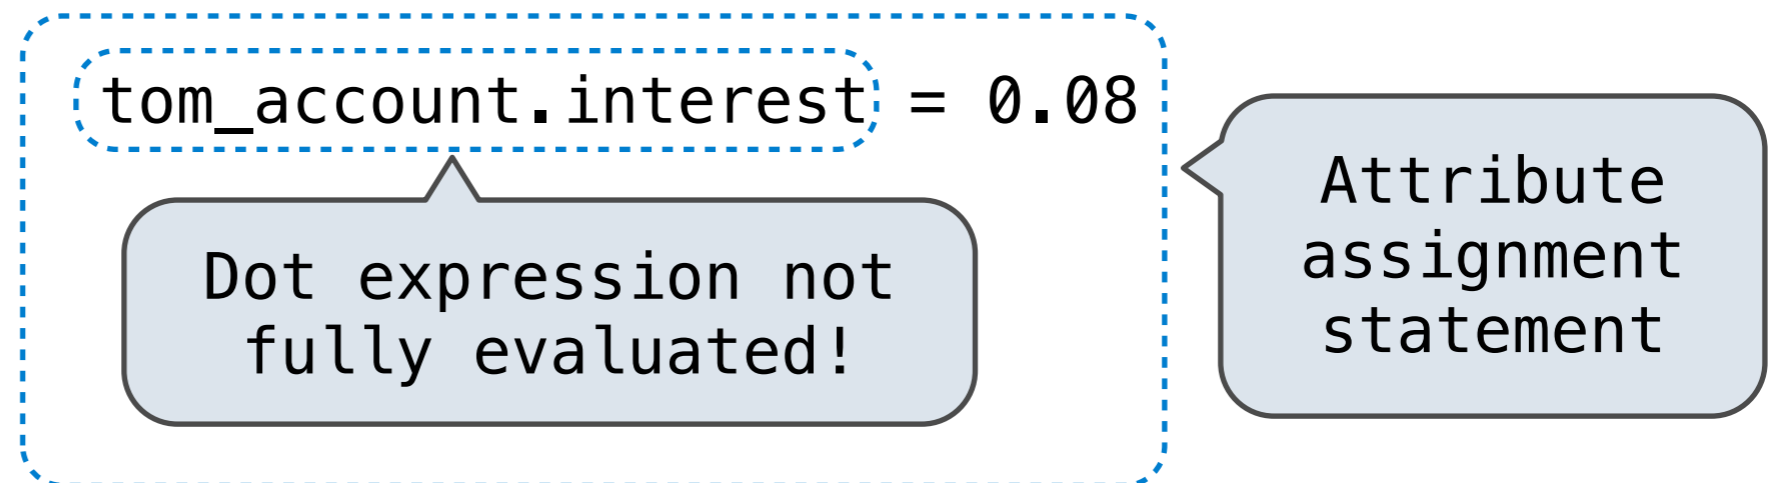 tom_account.interest = 0.08
Dot expression not
fully evaluated!
Attribute
assignment
statement